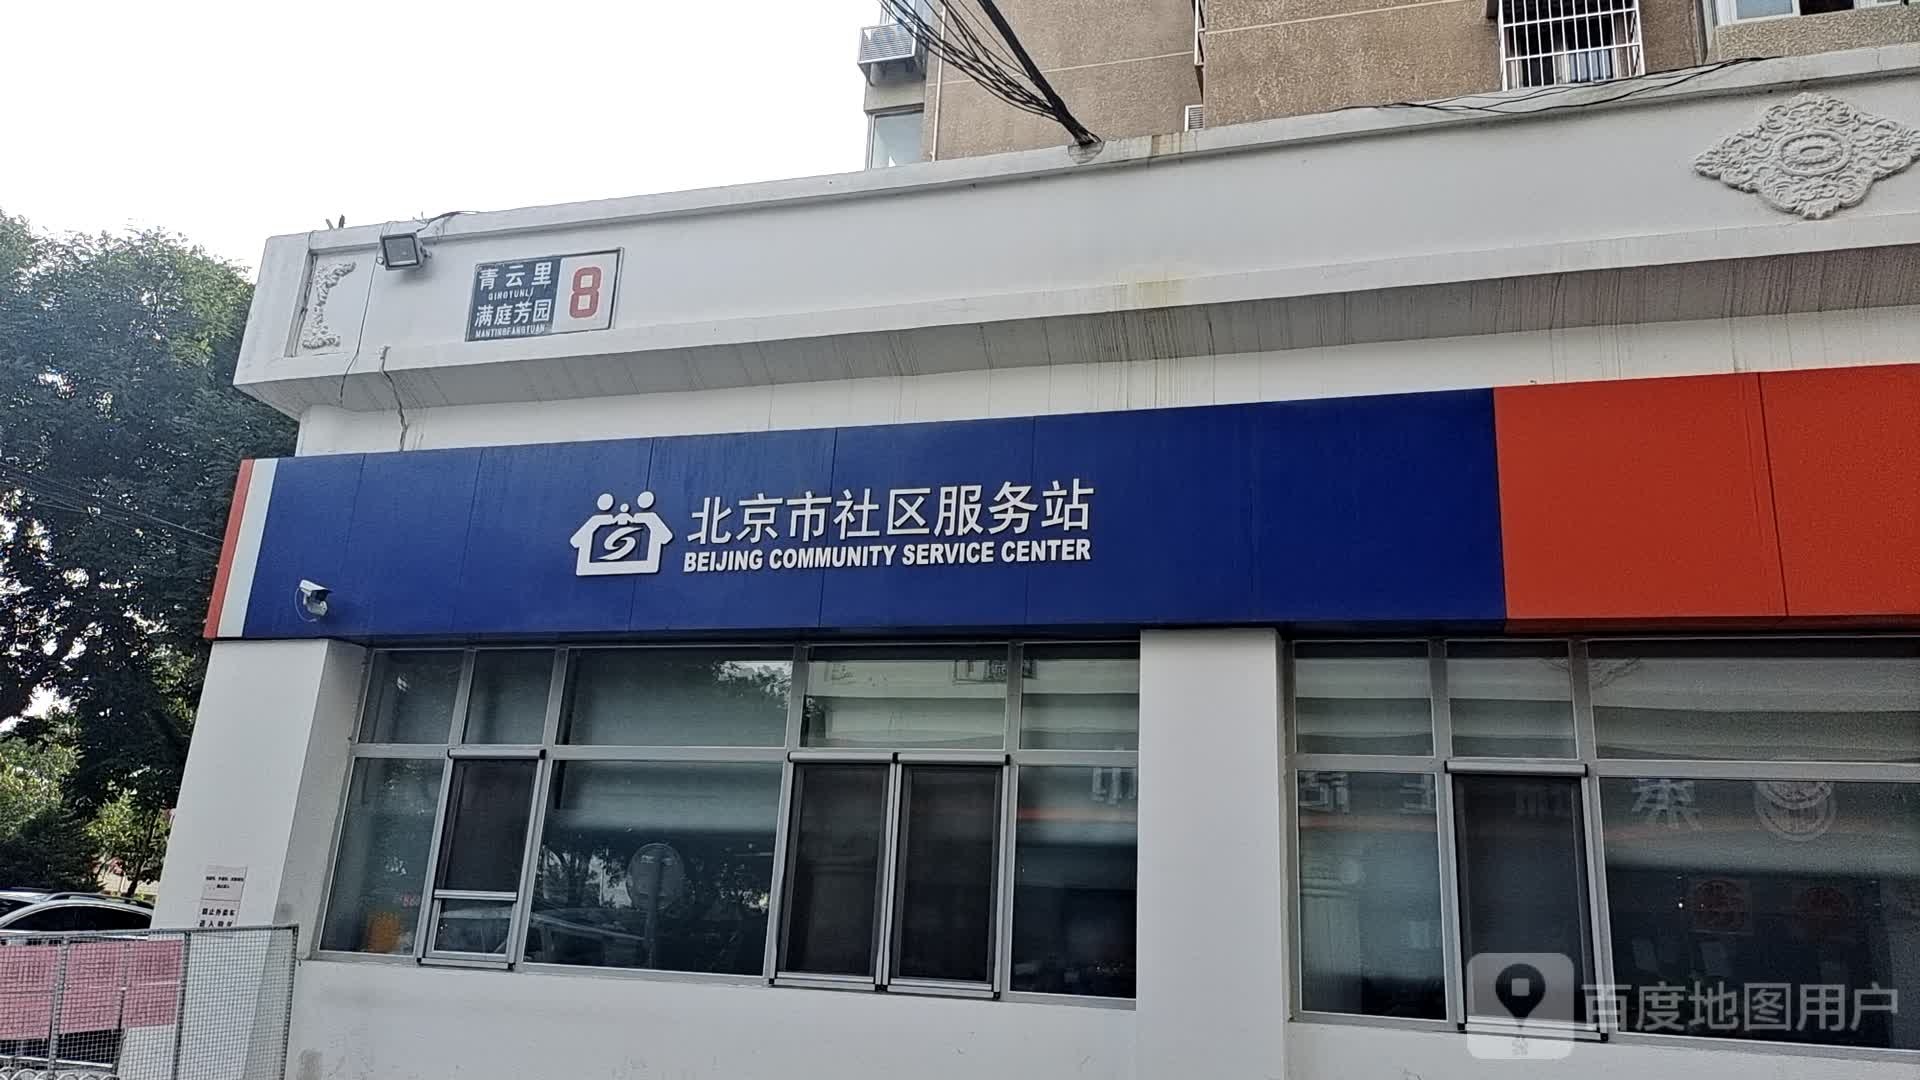 青云里
QINGYUNLI
满庭芳园
MANTINGFANGYUAN
8
北京市社区服务站
BEIJING COMMUNITY SERVICE CENTER
百度地图用户